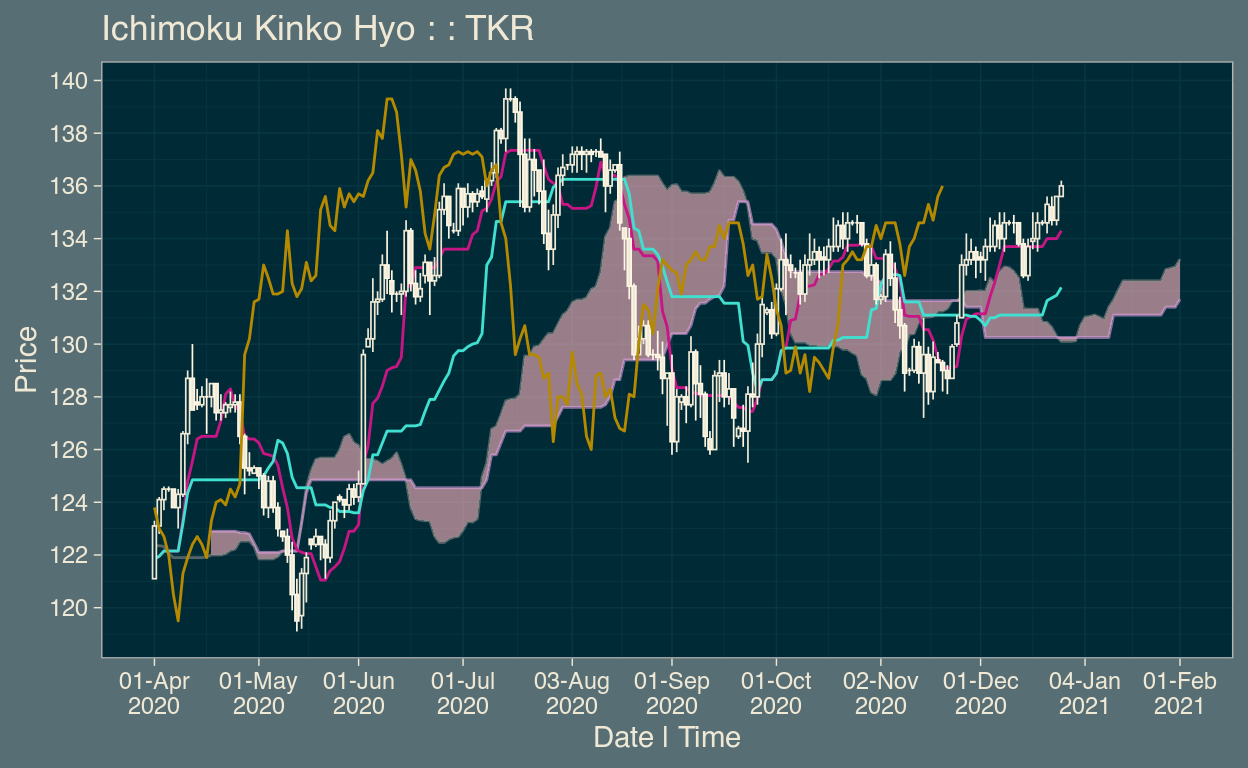 Ichimoku Kinko Hyo : : TKR
140
138
136
134
132
130
128
126
124
122
120
Price
01-Apr 01-May 01-Jun 01-Jul 03-Aug 01-Sep 01-Oct 02-Nov 01-Dec 04-Jan 01-Feb
2020 2020 2020 2020 2020 2020 2020 2020 2020 2021 2021
Date | Time